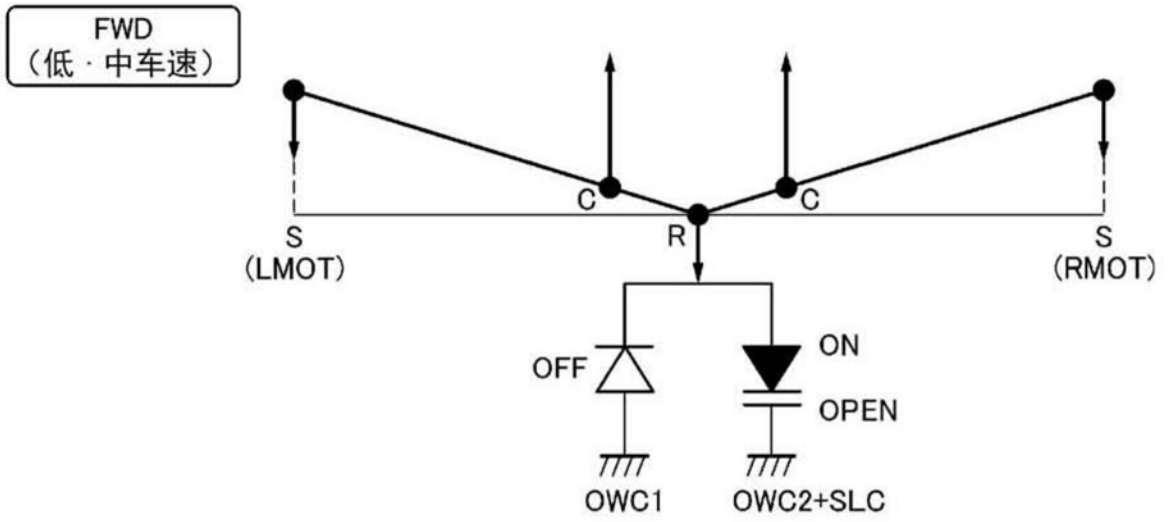 FWD
（低·中车速）
C
C
R
S
(LMOT)
S
(RMOT)
OFF
ON
OPEN
OWC1
OWC2+SLC